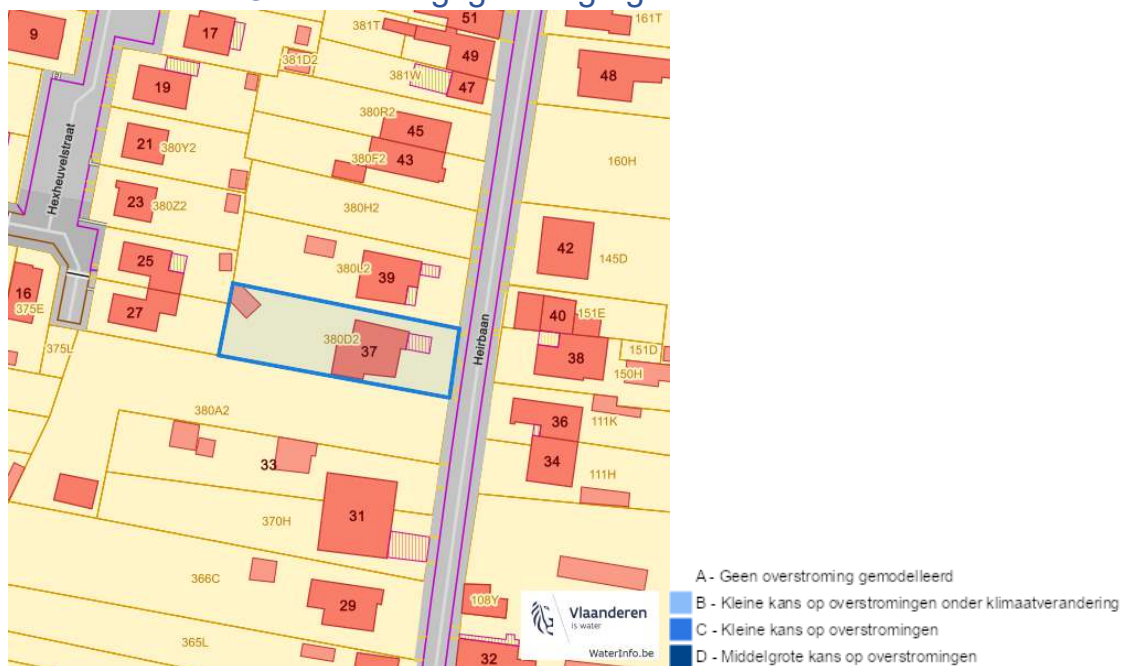 9
17
381T
51
161T
49
381D2
48
381W
47
19
380R2
45
21
380Y2
380F2
43
160H
Hexheuvelstraat
23
380Z2
380H2
42
145D
25
380L2
39
16
375E
27
40
151E
380D2
37
Heirbaan
38
151D
375L
150H
380A2
36
111K
33
34
111H
31
370H
366C
29
108Y
365L
32
Vlaanderen
is water
WaterInfo.be
A - Geen overstroming gemodelleerd
B - Kleine kans op overstromingen onder klimaatverandering
C - Kleine kans op overstromingen
D - Middelgrote kans op overstromingen